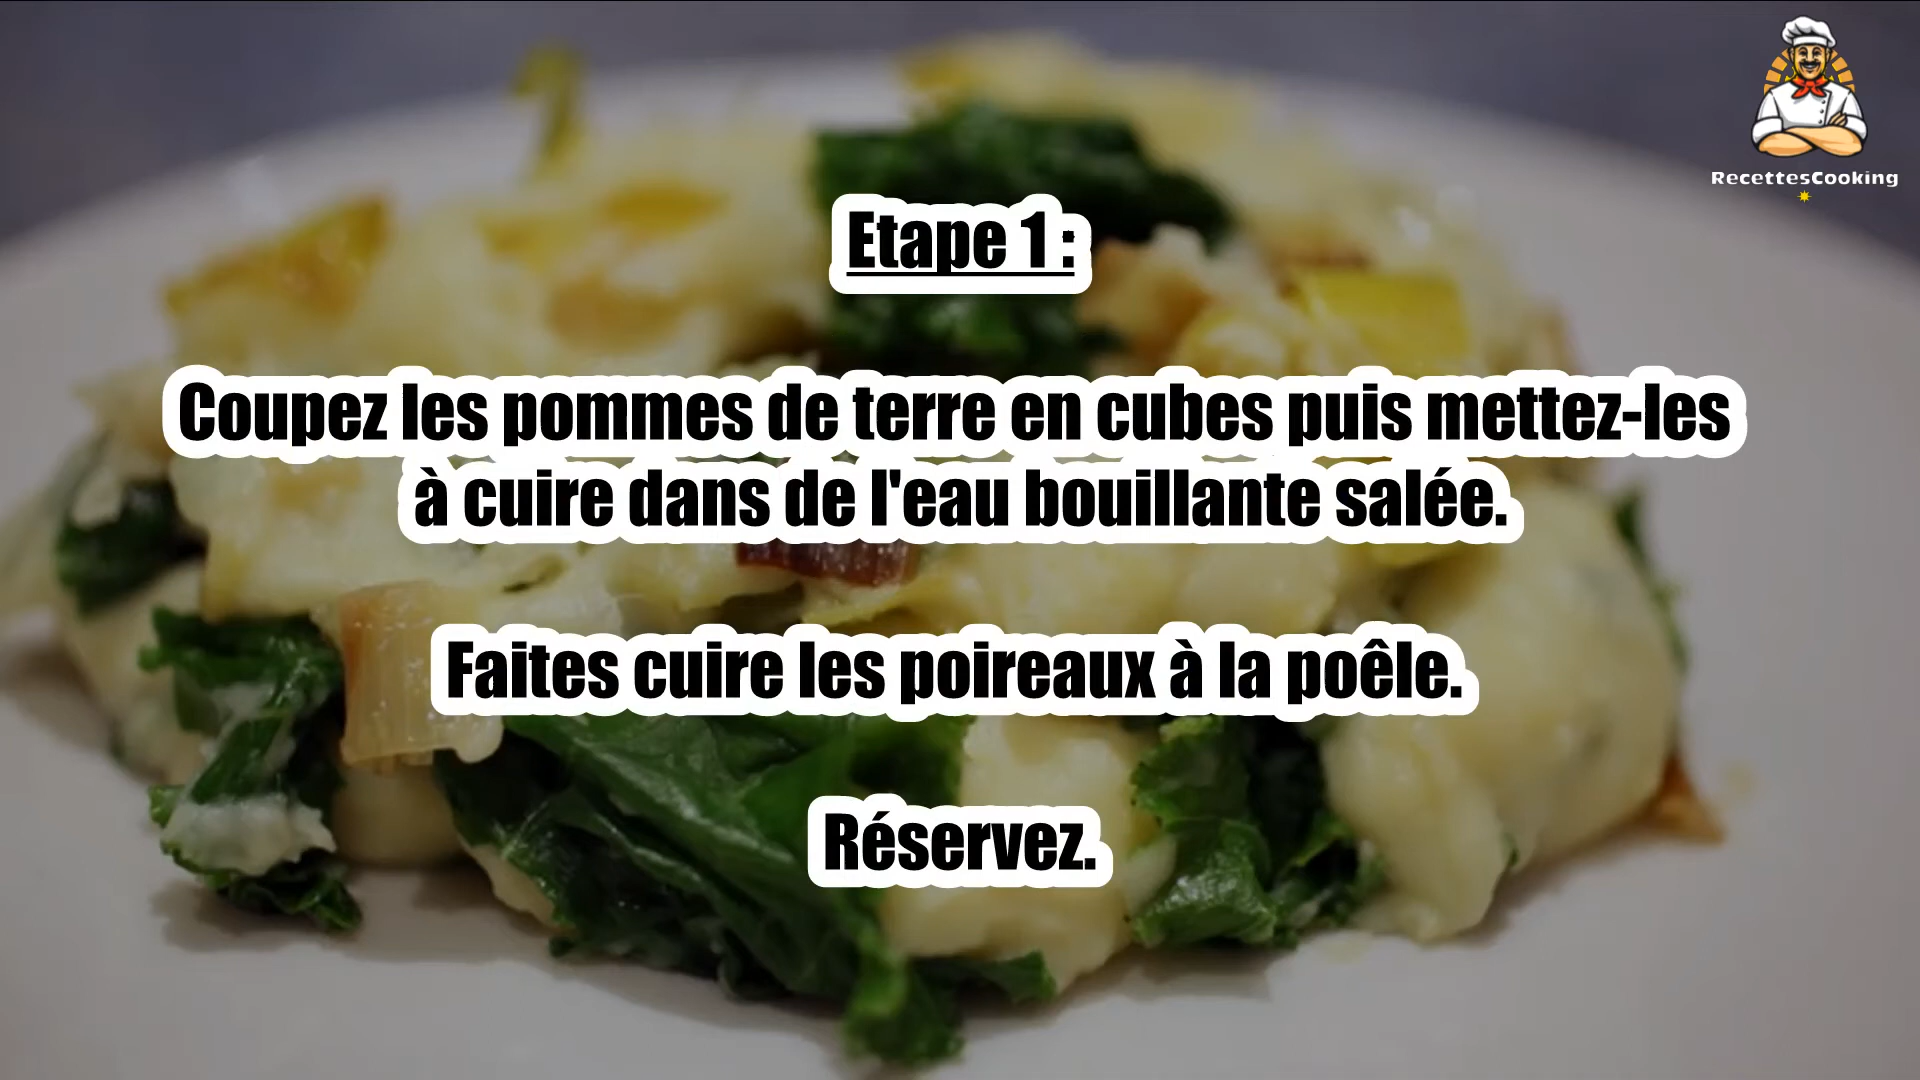 RecettesCooking
Etape 1 :
Coupez les pommes de terre en cubes puis mettez-les
à cuire dans de l'eau bouillante salée.
Faites cuire les poireaux à la poêle.
Réservez.